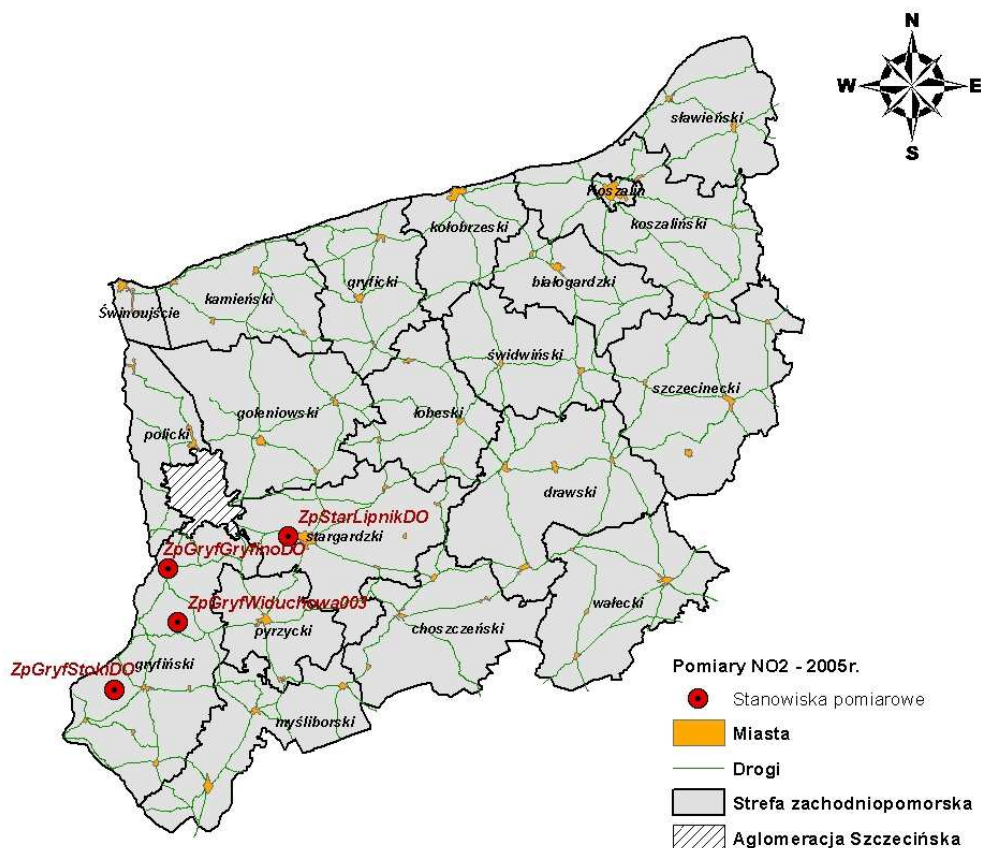 N
W
E
S
sławieński
Koszalin
kołobrzeski
koszaliński
białogardzki
gryficki
kamieński
Świnoujście
świdwiński
szczecinecki
goleniowski
łobeski
policki
drawski
ZpStarLipnikDO
stargardzki
ZpGryfGryfinoDO
ZpGryfWiduchowa003
wałecki
choszczeński
pyrzycki
gryfiński
ZpGryfStokiDO
myśliborski
Pomiary NO2 - 2005r.
Stanowiska pomiarowe
Miasta
Drogi
Strefa zachodniopomorska
Aglomeracja Szczecińska